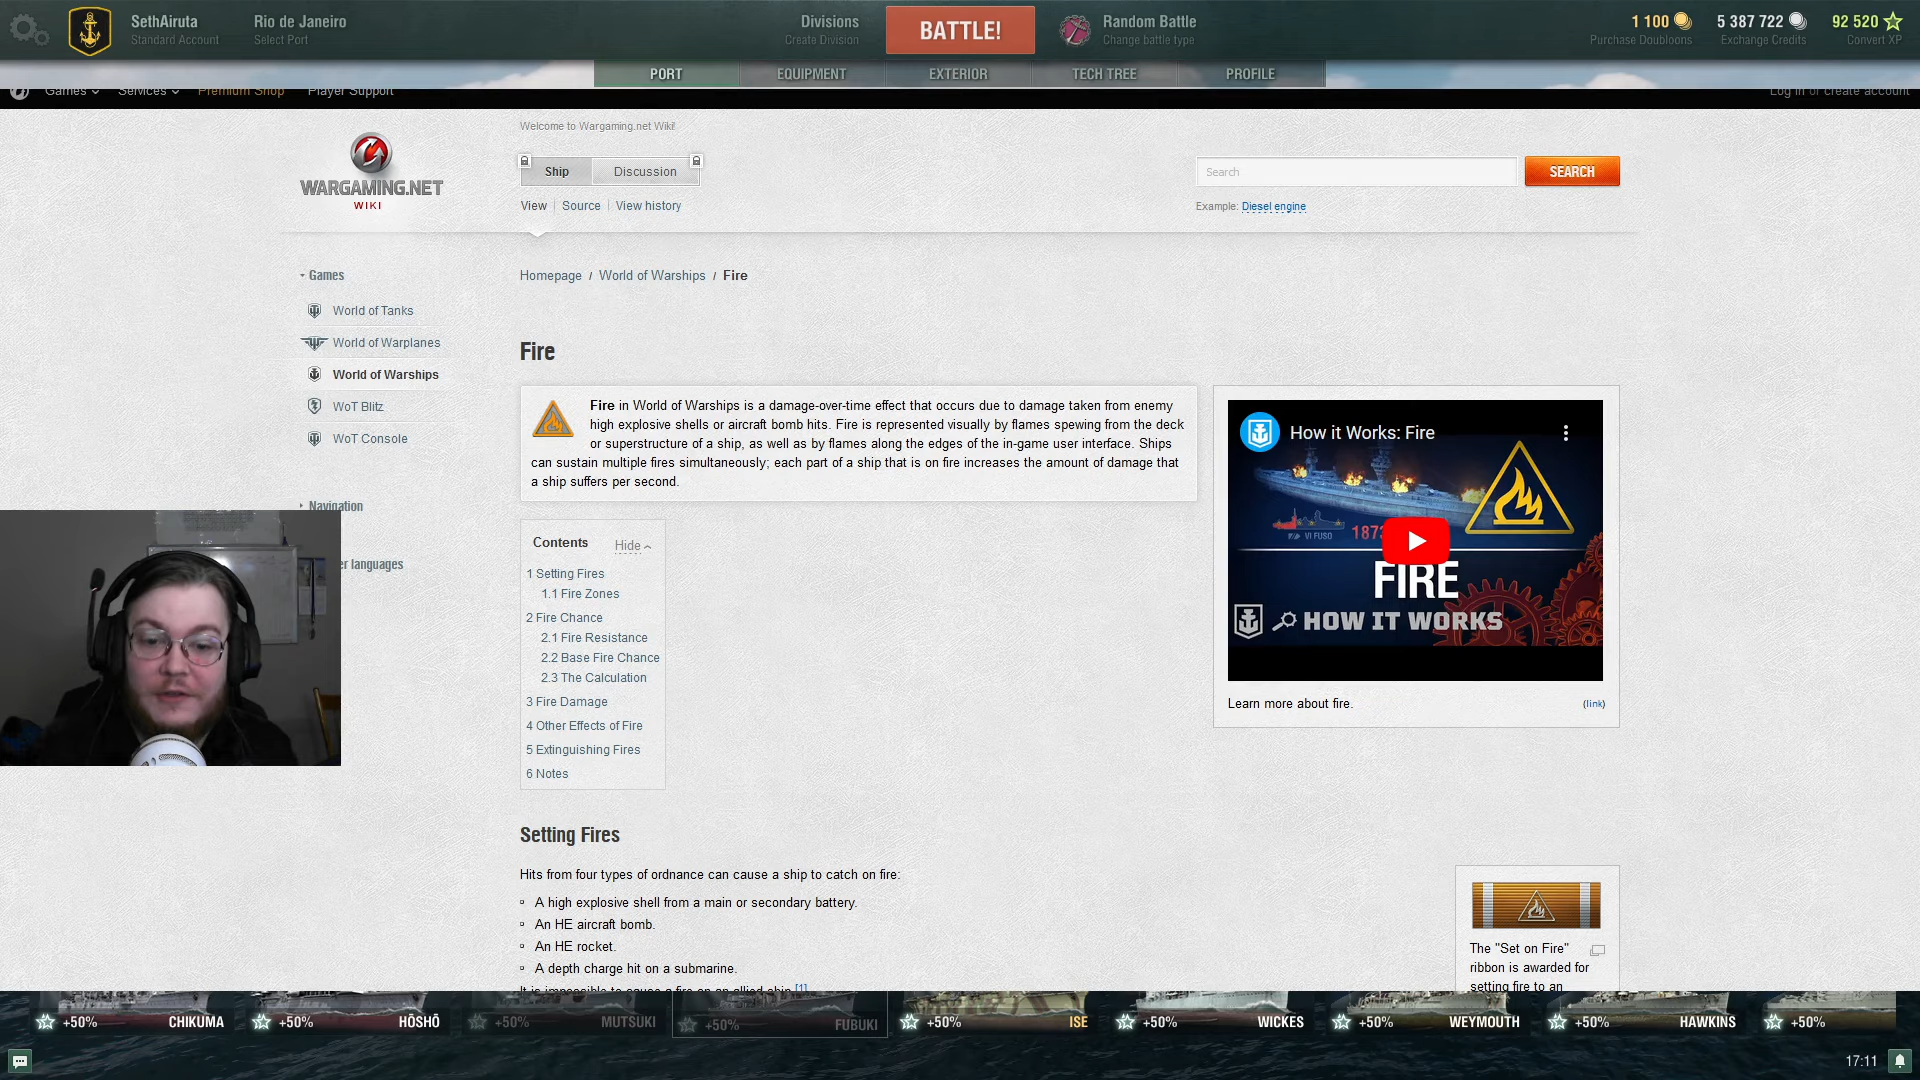 SethAiruta
Standard Account
Rio de Janeiro
Select Port
Divisions
Create Division
BATTLE!
Random Battle
Change battle type
1 100
Purchase Doubloons
5 387 722
Exchange Credits
92 520
Convert XP
PORT
EQUIPMENT
EXTERIOR
TECH TREE
PROFILE
Games
Services
Premium Shop
Player Support
Log in or create account
WARGAMING.NET
WIKI
Welcome to Wargaming.net Wiki!
Ship
Discussion
View
Source
View history
Search
SEARCH
Example: Diesel engine
Games
World of Tanks
World of Warplanes
World of Warships
WoT Blitz
WoT Console
Navigation
languages
Homepage / World of Warships / Fire
Fire
Fire in World of Warships is a damage-over-time effect that occurs due to damage taken from enemy
high explosive shells or aircraft bomb hits. Fire is represented visually by flames spewing from the deck
or superstructure of a ship, as well as by flames along the edges of the in-game user interface. Ships
can sustain multiple fires simultaneously; each part of a ship that is on fire increases the amount of damage that
a ship suffers per second.
Contents
Hide
1 Setting Fires
1.1 Fire Zones
2 Fire Chance
2.1 Fire Resistance
2.2 Base Fire Chance
2.3 The Calculation
3 Fire Damage
4 Other Effects of Fire
5 Extinguishing Fires
6 Notes
How it Works: Fire
VI FUSO
187
FIRE
HOW IT WORKS
Learn more about fire.
(link)
Setting Fires
Hits from four types of ordnance can cause a ship to catch on fire:
A high explosive shell from a main or secondary battery.
An HE aircraft bomb.
An HE rocket.
A depth charge hit on a submarine.
It is impossible to cause a fire on an allied ship.[1]
The "Set on Fire"
ribbon is awarded for
setting fire to an
+50%
CHIKUMA
+50%
HŌSHŌ
+50%
MUTSUKI
+50%
FUBUKI
+50%
ISE
+50%
WICKES
+50%
WEYMOUTH
+50%
HAWKINS
+50%
17:11